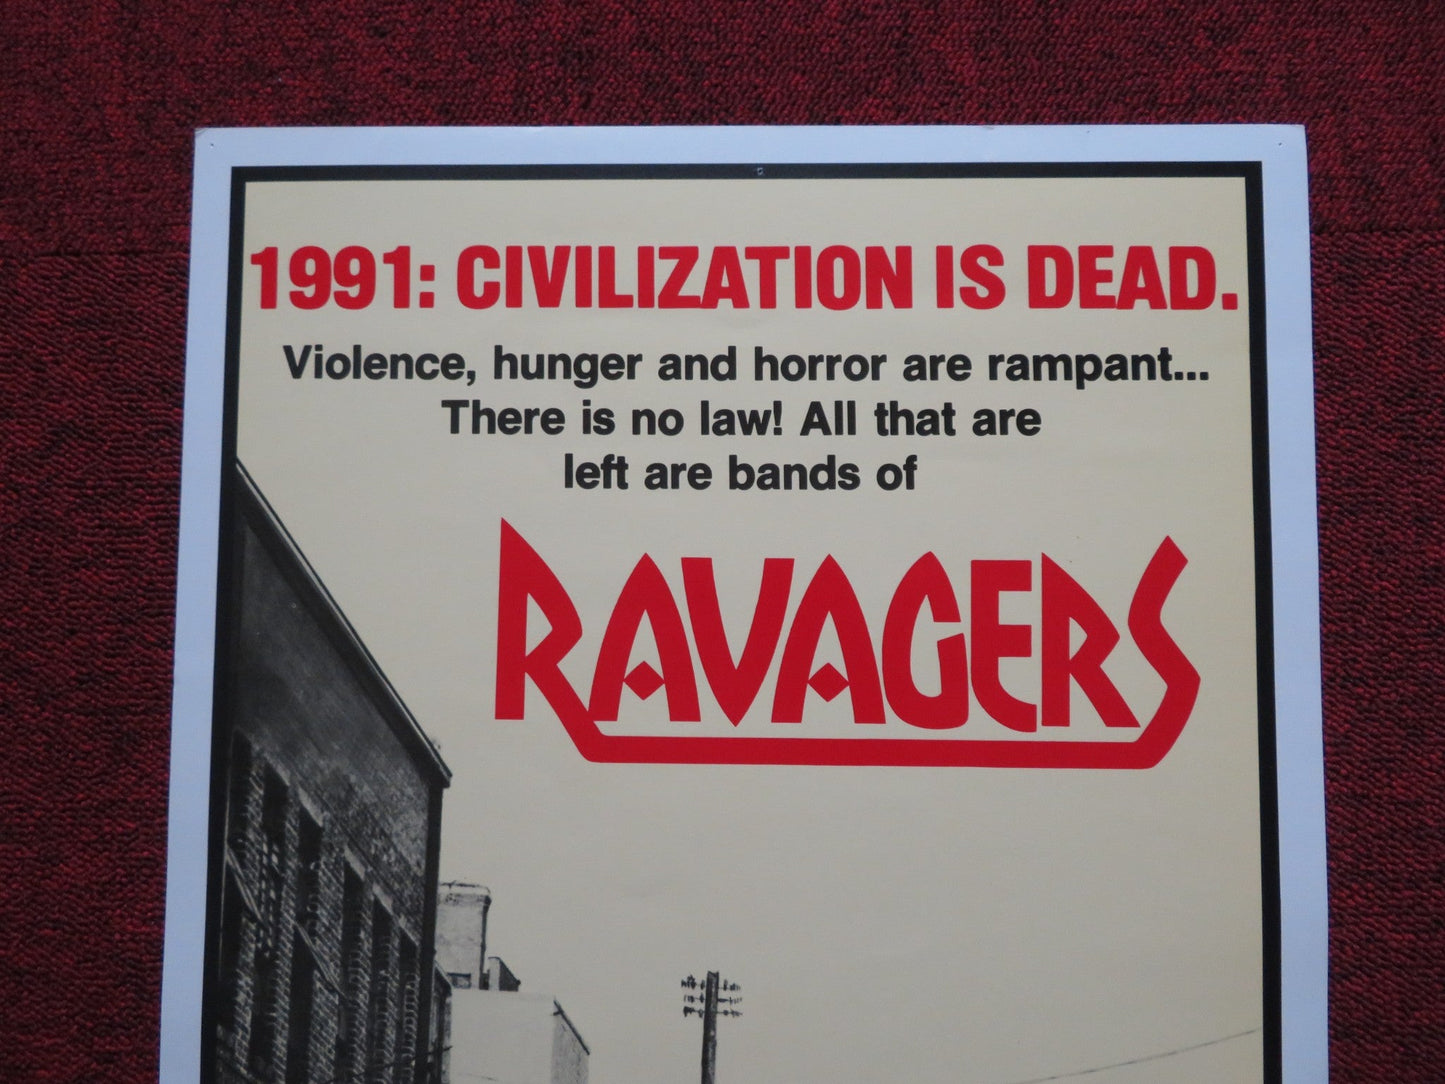 1991: CIVILIZATION IS DEAD.
Violence, hunger and horror are rampant...
There is no law! All that are
left are bands of
RAVAGERS